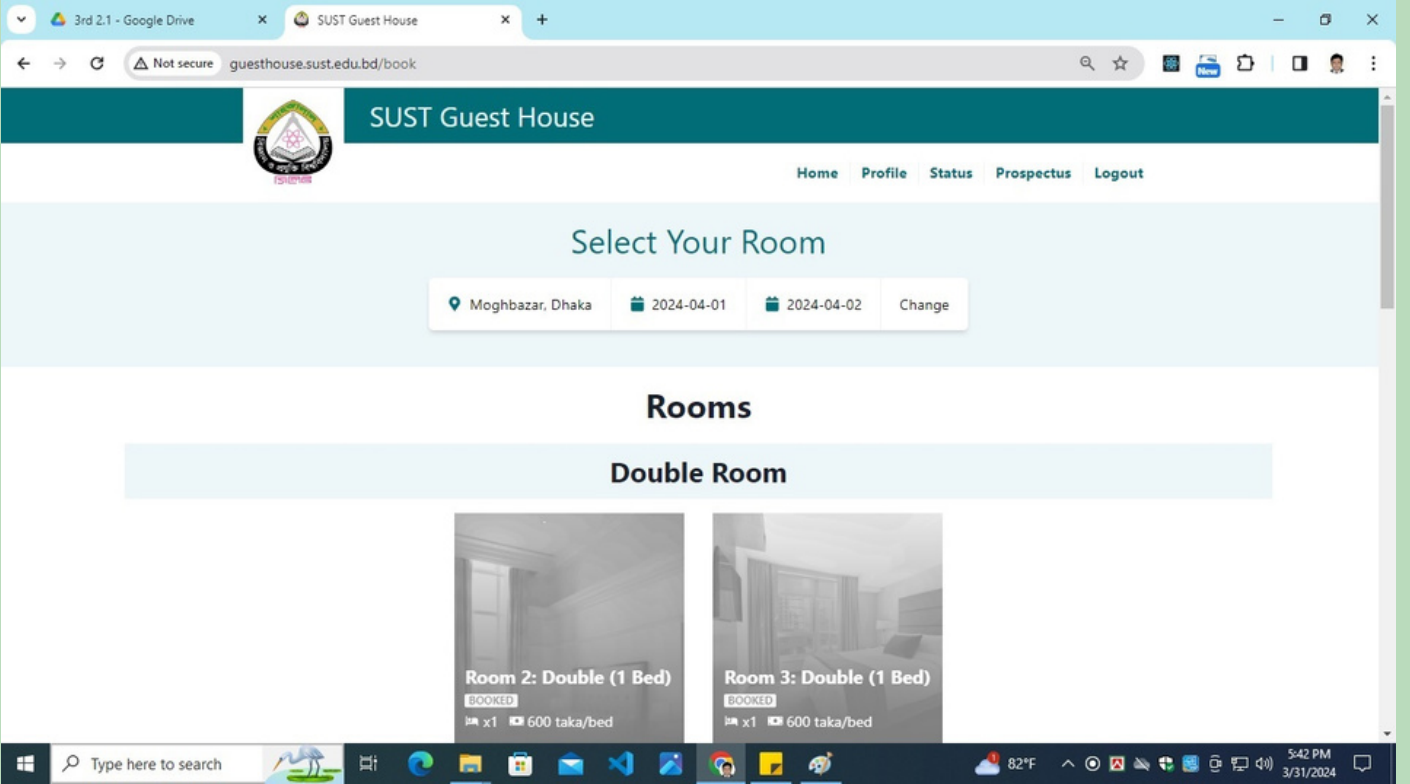 3rd 2.1 - Google Drive
SUST Guest House
Not secure guesthouse.sust.edu.bd/book
New
SUST Guest House
Home Profile Status Prospectus Logout
Select Your Room
Moghbazar, Dhaka 2024-04-01 2024-04-02 Change
Rooms
Double Room
Room 2: Double (1 Bed)
BOOKED
x1 600 taka/bed
Room 3: Double (1 Bed)
BOOKED
x1 600 taka/bed
Type here to search
82°F
5:42 PM
3/31/2024